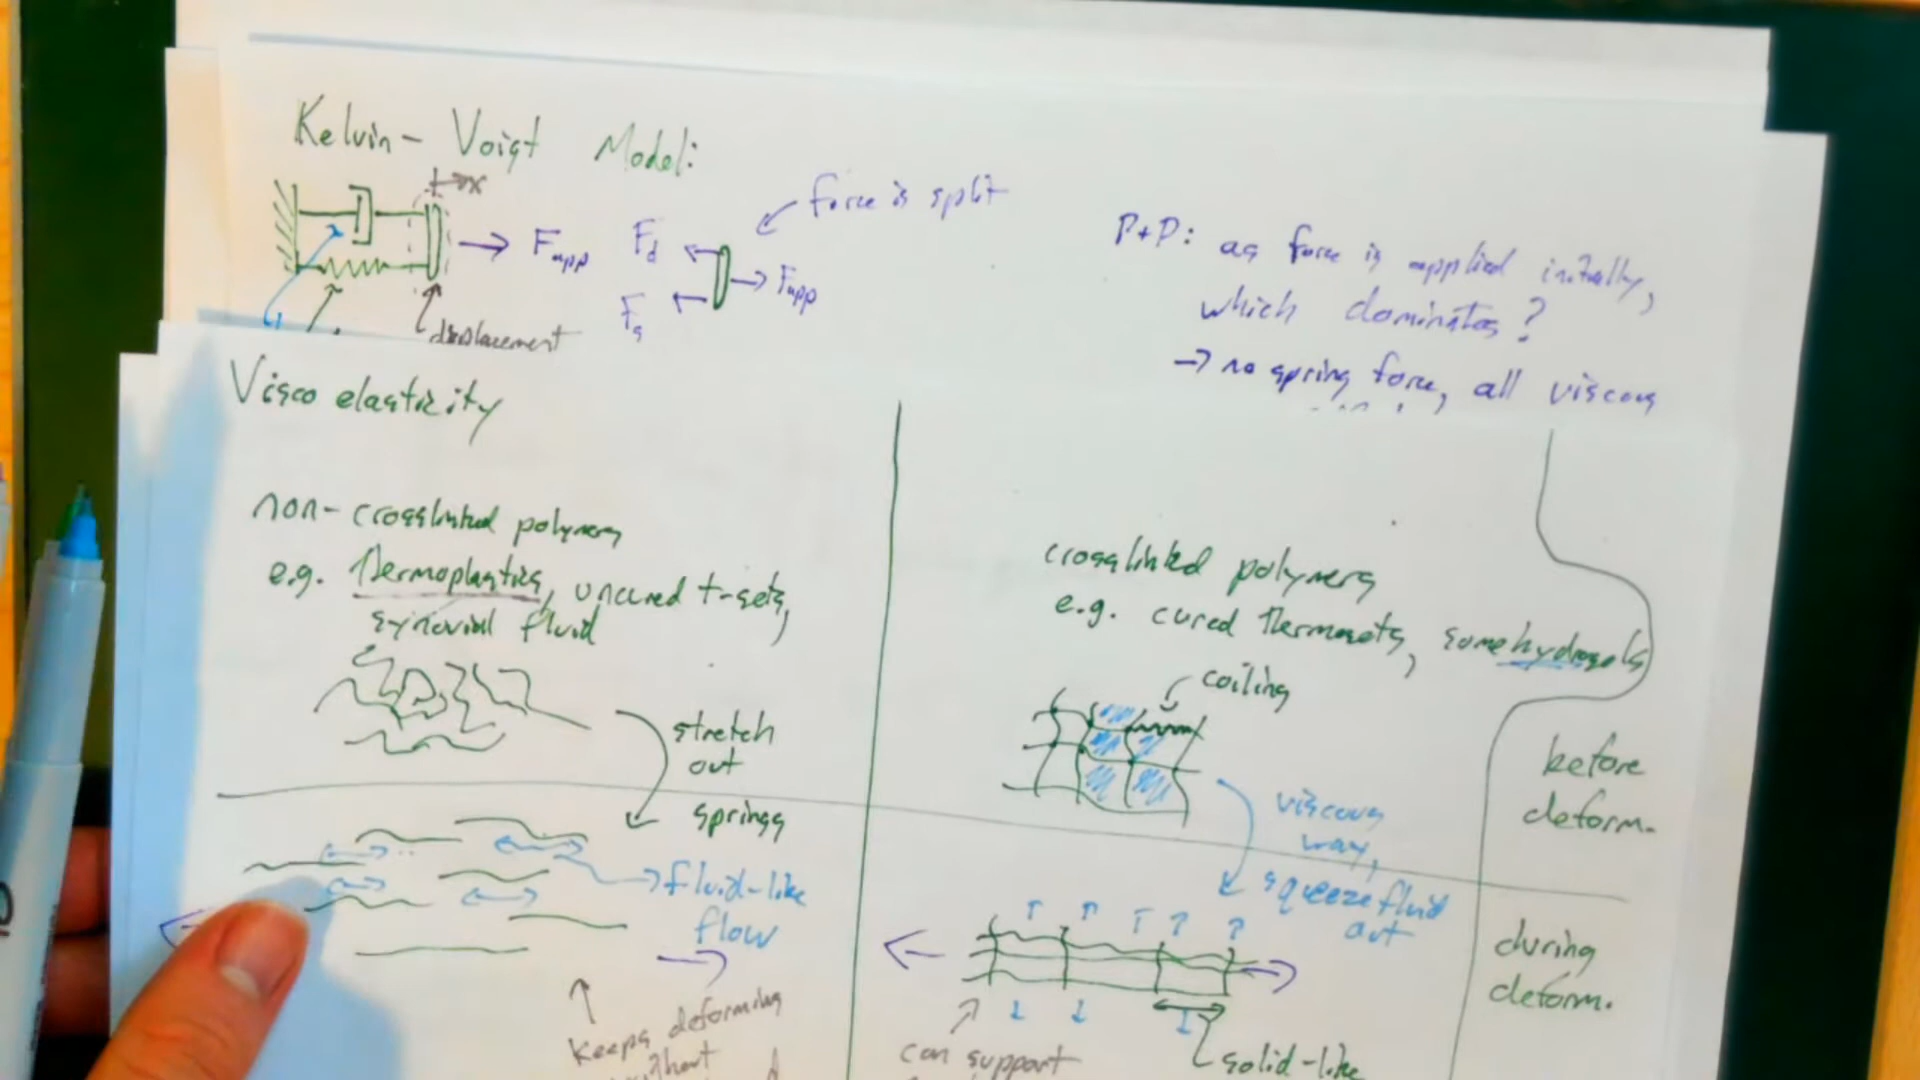 Kelvin-Voigt Model:
x
Fapp
Fd
Fs
Fapp
force is split
displacement
P+P: as force is applied initially,
which dominates?
→ no spring force, all viscous
Viscoelasticity
non-crosslinked polymers
e.g. thermoplastics, uncured t-sets,
synovial fluid
stretch
out
springs
fluid-like
flow
keeps deforming
crosslinked polymers
e.g. cured thermosets, some hydrogels
coiling
viscous
way,
squeeze fluid
out
can support
solid-like
before
deform.
during
deform.